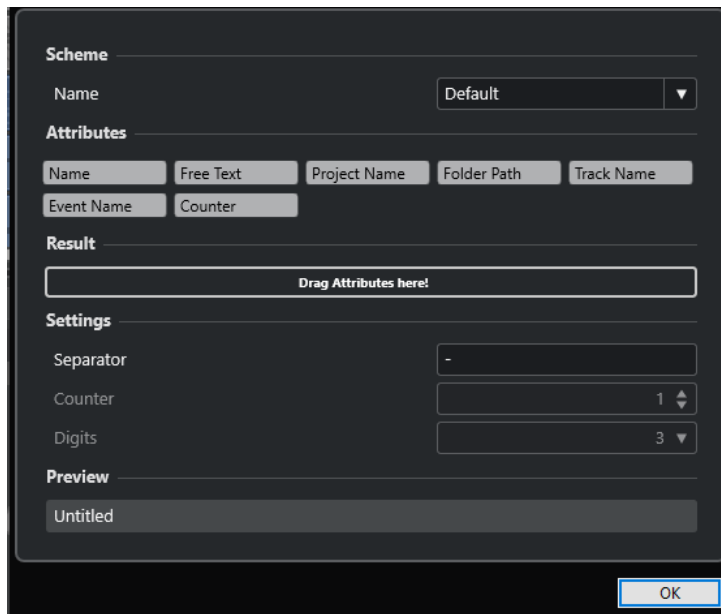 Scheme
Name Default
Attributes
Name Free Text Project Name Folder Path Track Name
Event Name Counter
Result
Drag Attributes here!
Settings
Separator -
Counter 1
Digits 3
Preview
Untitled
OK